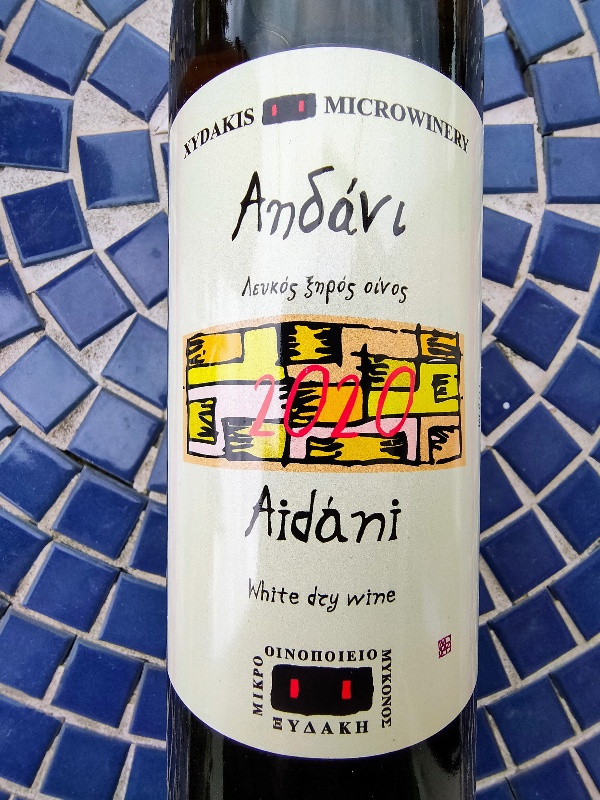 XYDAKIS MICROWINERY
Αηδάνι
Λευκός ξηρός οίνος
2020
Aidáni
White dry wine
ΟΙΝΟΠΟΙΕΙΟ
ΜΙΚΡΟ
ΜΥΚΟΝΟΣ
ΞΥΔΑΚΗ